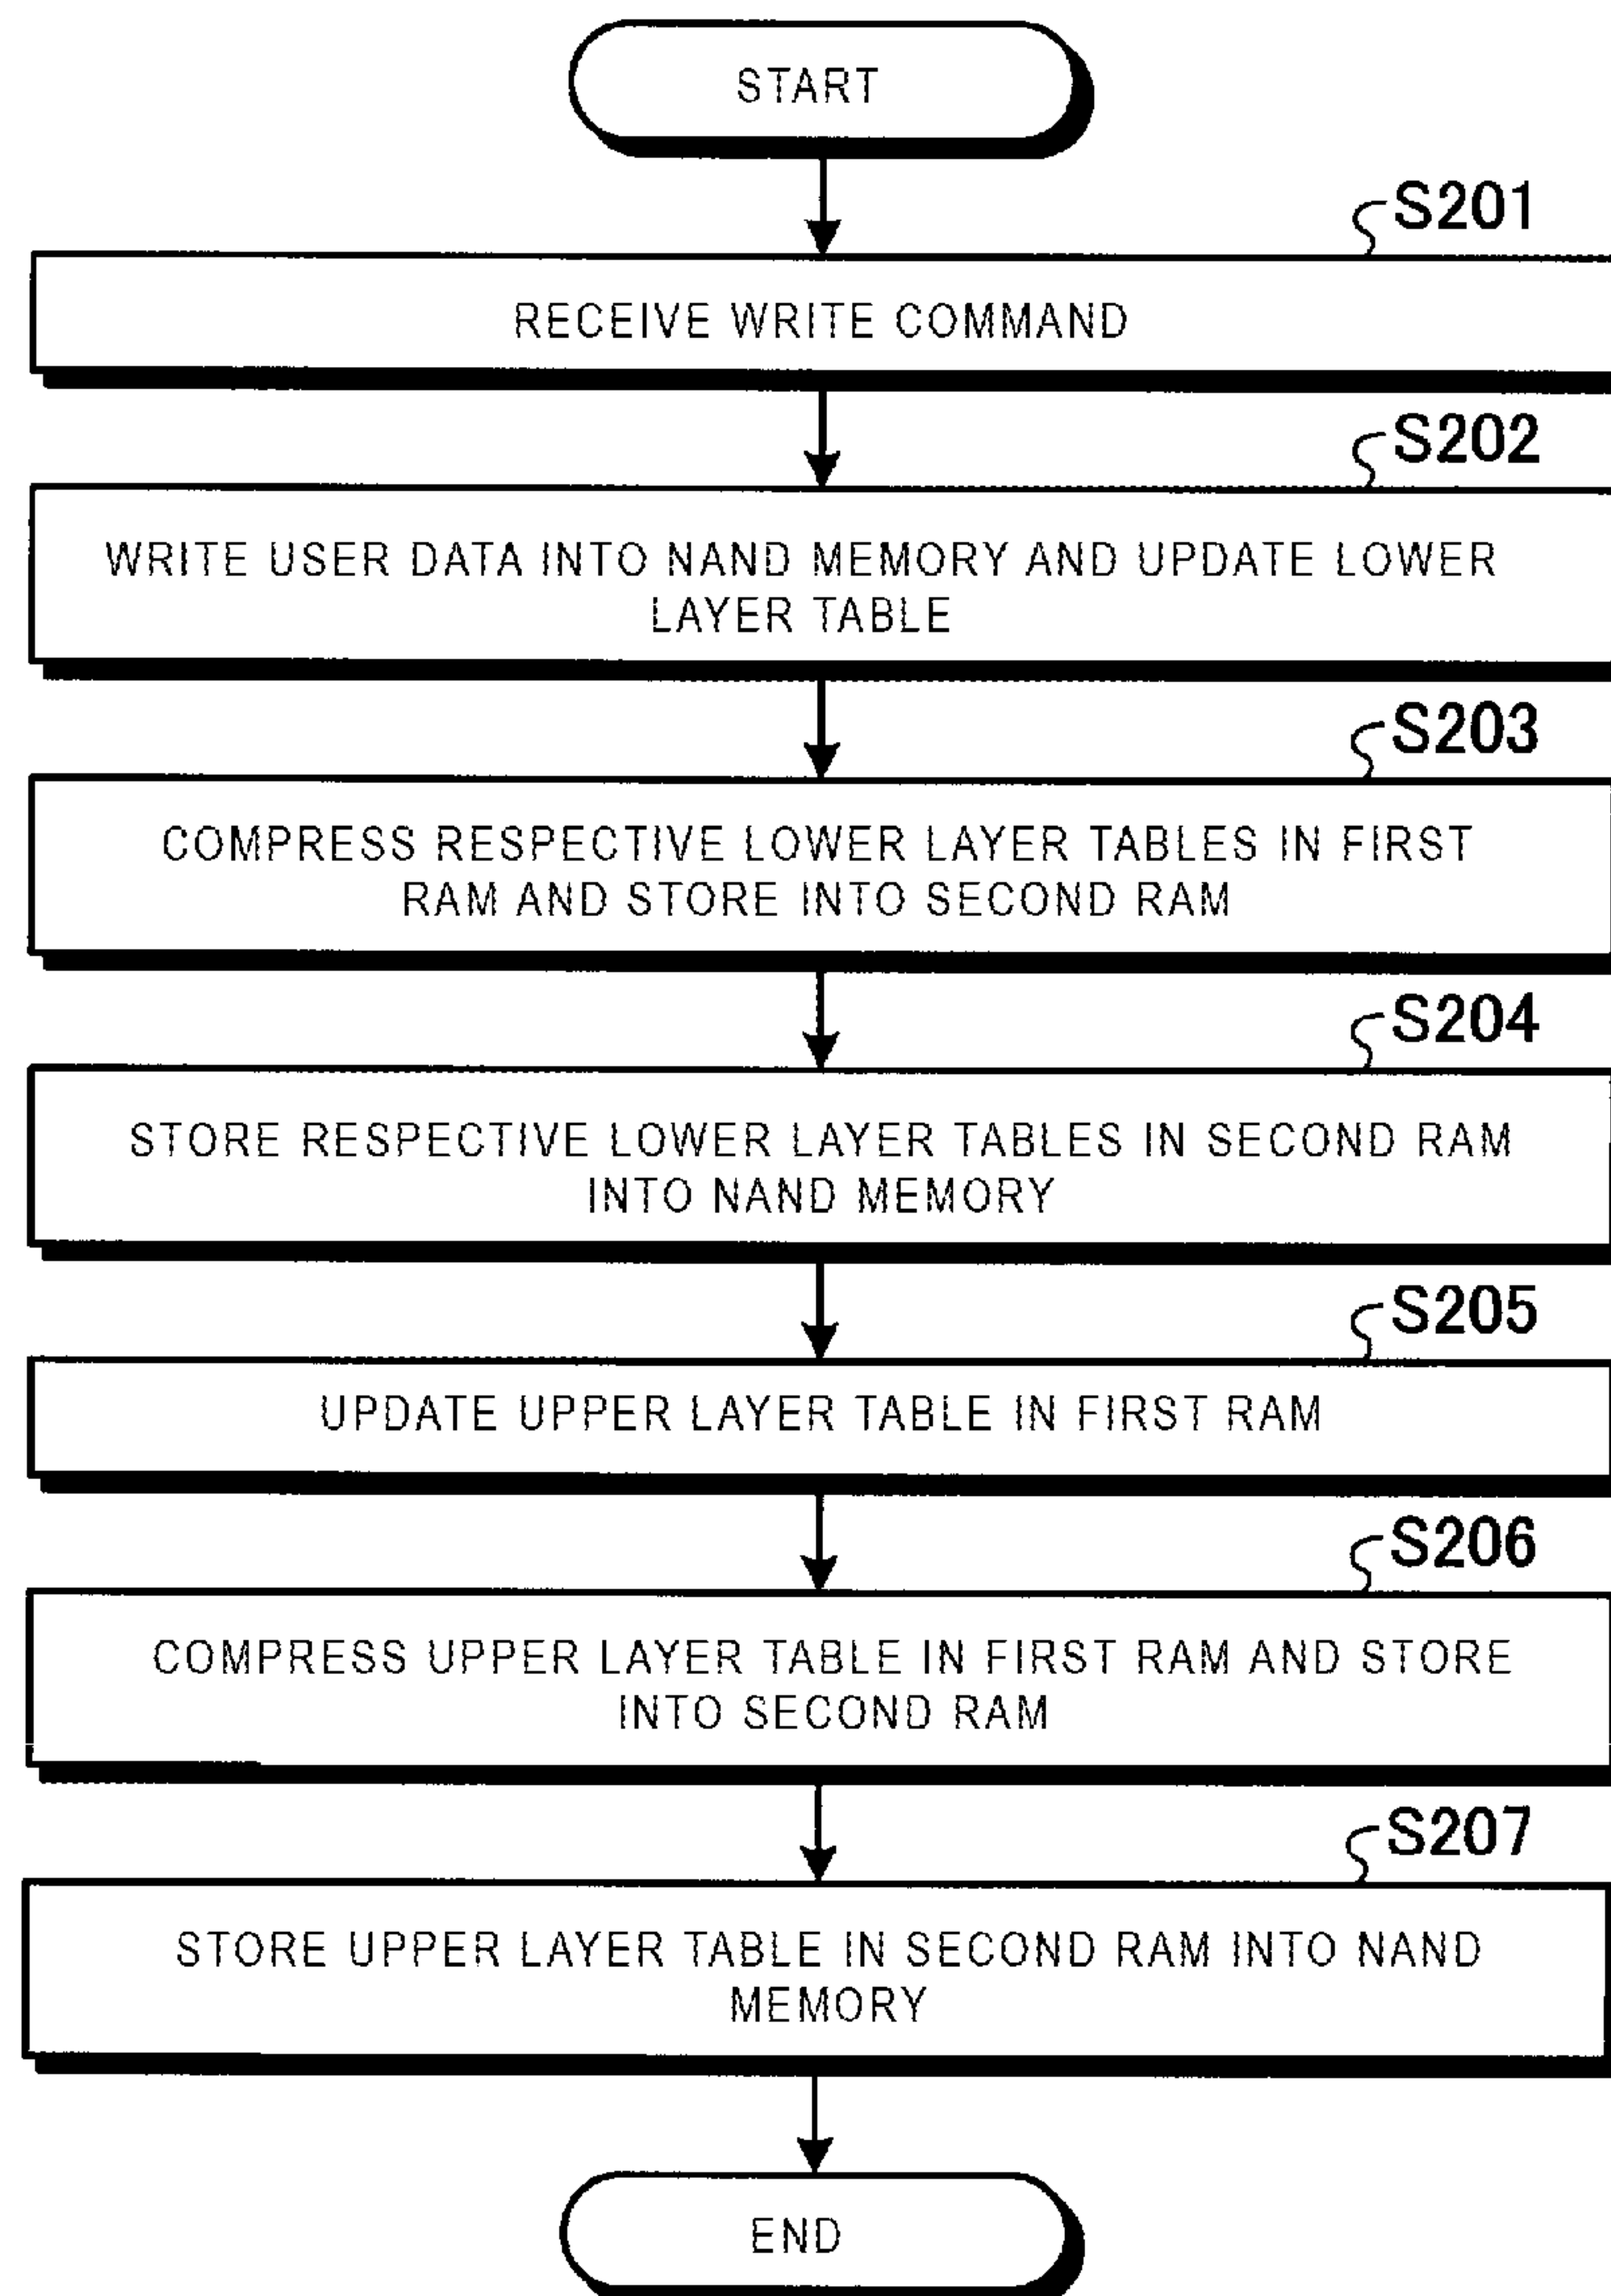 START
S201
RECEIVE WRITE COMMAND
S202
WRITE USER DATA INTO NAND MEMORY AND UPDATE LOWER
LAYER TABLE
S203
COMPRESS RESPECTIVE LOWER LAYER TABLES IN FIRST
RAM AND STORE INTO SECOND RAM
S204
STORE RESPECTIVE LOWER LAYER TABLES IN SECOND RAM
INTO NAND MEMORY
S205
UPDATE UPPER LAYER TABLE IN FIRST RAM
S206
COMPRESS UPPER LAYER TABLE IN FIRST RAM AND STORE
INTO SECOND RAM
S207
STORE UPPER LAYER TABLE IN SECOND RAM INTO NAND
MEMORY
END